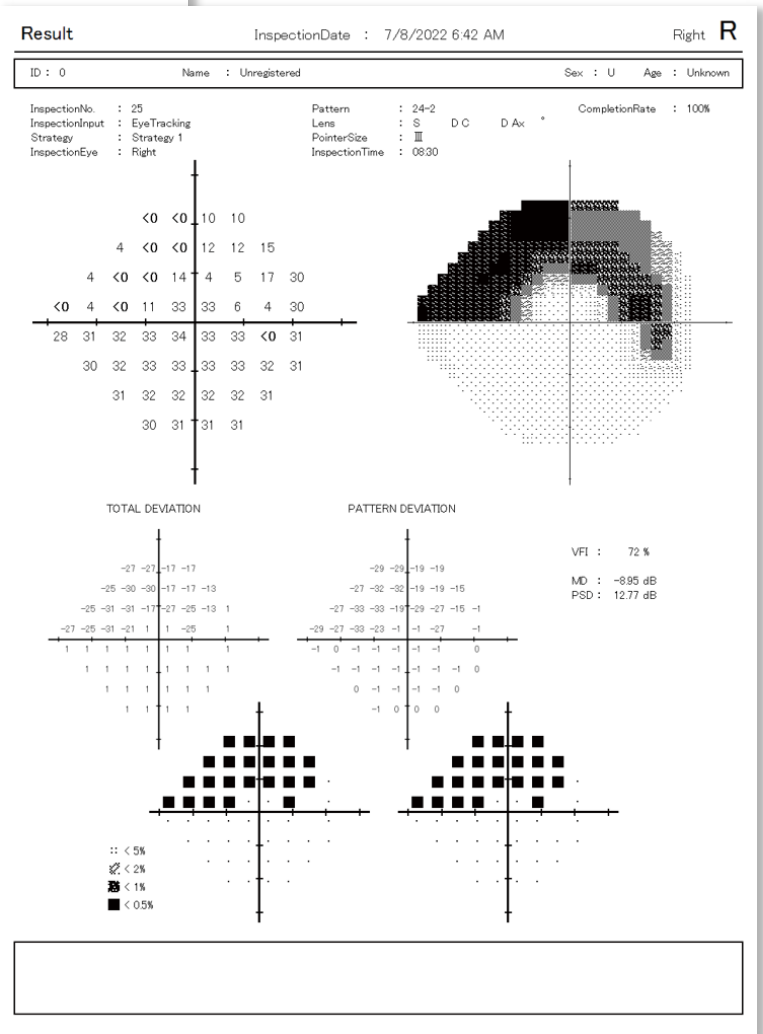 Result InspectionDate : 7/8/2022 6:42 AM Right R
ID : 0 Name : Unregistered Sex : U Age : Unknown
InspectionNo. : 25 Pattern : 24-2 CompletionRate : 100%
InspectionInput : EyeTracking Lens : S D C D Ax °
Strategy : Strategy 1 PointerSize : Ⅲ
InspectionEye : Right InspectionTime : 08:30
<0 <0 10 10
4 <0 <0 12 12 15
4 <0 <0 14 4 5 17 30
<0 4 <0 11 33 33 6 4 30
28 31 32 33 34 33 33 <0 31
30 32 33 33 33 33 32 31
31 32 32 32 32 31
30 31 31 31
TOTAL DEVIATION
-27 -27 -17 -17
-25 -30 -30 -17 -17 -13
-25 -31 -31 -17 -27 -25 -13 1
-27 -25 -31 -21 1 1 -25 1
1 1 1 1 1 1 1 1
1 1 1 1 1 1 1 1
1 1 1 1 1 1
1 1 1 1
PATTERN DEVIATION
-29 -29 -19 -19
-27 -32 -32 -19 -19 -15
-27 -33 -33 -19 -29 -27 -15 -1
-29 -27 -33 -23 -1 -1 -27 -1
-1 0 -1 -1 -1 -1 -1 0
-1 -1 -1 -1 -1 -1 -1 0
0 -1 -1 -1 -1 0
-1 0 0 0
VFI : 72 %
MD : -8.95 dB
PSD : 12.77 dB
< 5%
< 2%
< 1%
< 0.5%